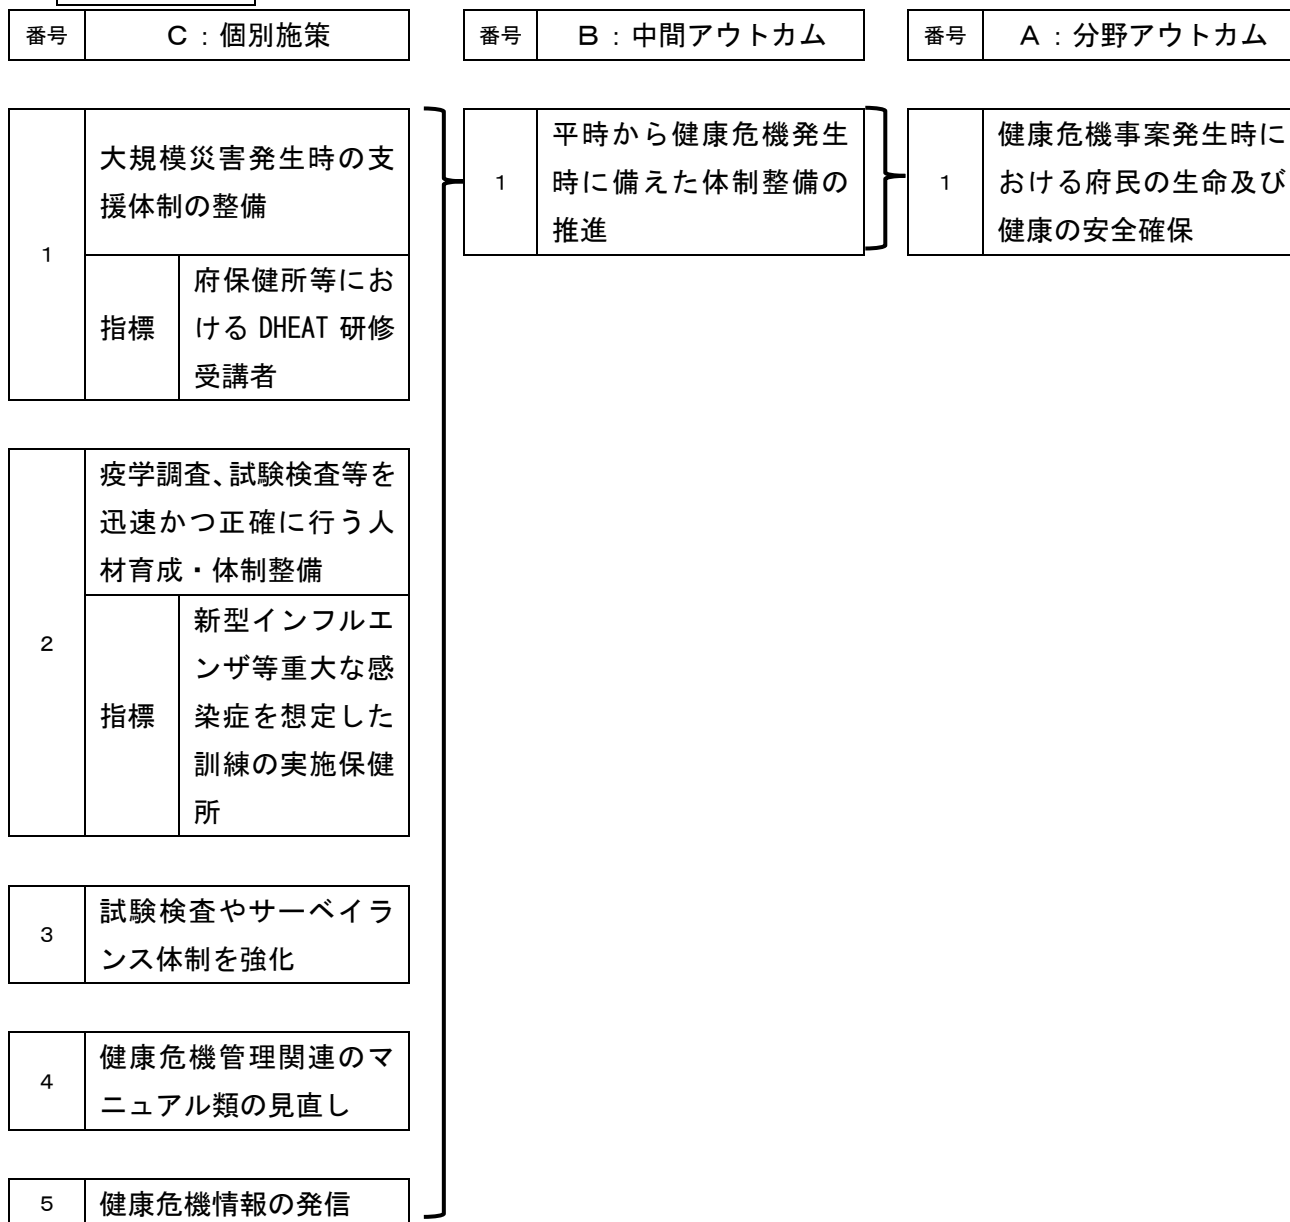 番号
C：個別施策
番号
B：中間アウトカム
番号
A：分野アウトカム
1
大規模災害発生時の支
援体制の整備
指標
府保健所等にお
ける DHEAT 研修
受講者
1
平時から健康危機発生
時に備えた体制整備の
推進
1
健康危機事案発生時に
おける府民の生命及び
健康の安全確保
2
疫学調査、試験検査等を
迅速かつ正確に行う人
材育成・体制整備
指標
新型インフルエ
ンザ等重大な感
染症を想定した
訓練の実施保健
所
3
試験検査やサーベイラ
ンス体制を強化
4
健康危機管理関連のマ
ニュアル類の見直し
5
健康危機情報の発信